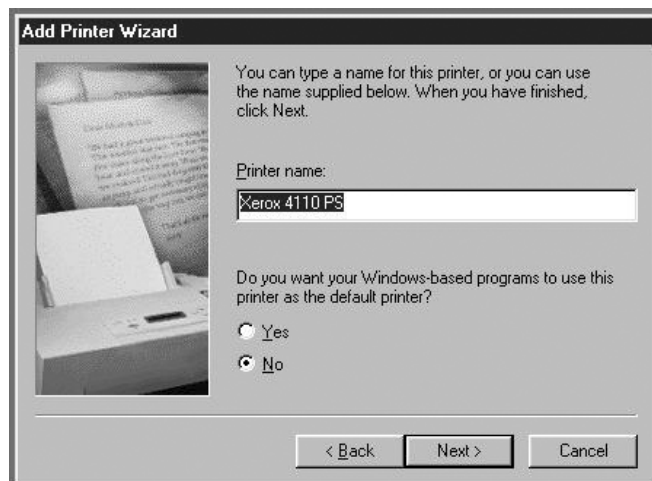 Add Printer Wizard
You can type a name for this printer, or you can use
the name supplied below. When you have finished,
click Next.
Printer name:
Xerox 4110 PS
Do you want your Windows-based programs to use this
printer as the default printer?
Yes
No
< Back
Next >
Cancel